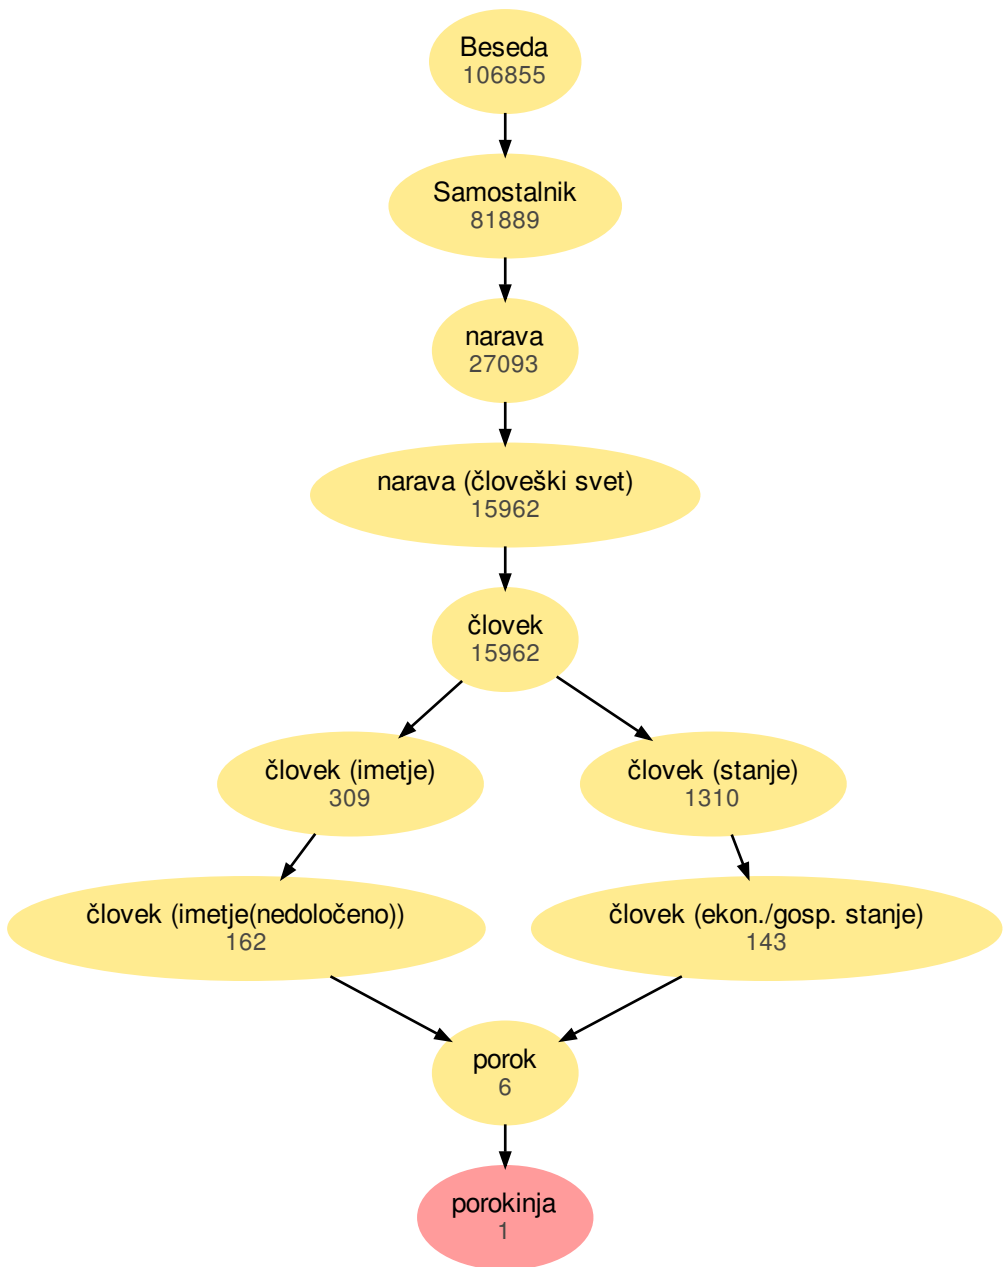 Beseda
106855
Samostalnik
81889
narava
27093
narava (človeški svet)
15962
človek
15962
človek (imetje)
309
človek (stanje)
1310
človek (imetje(nedoločeno))
162
človek (ekon./gosp. stanje)
143
porok
6
porokinja
1